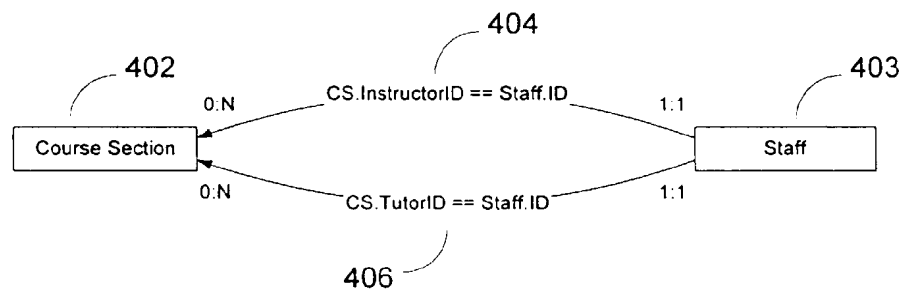 404
402
403
0:N
CS.InstructorID == Staff.ID
1:1
Course Section
Staff
0:N
CS.TutorID == Staff.ID
1:1
406